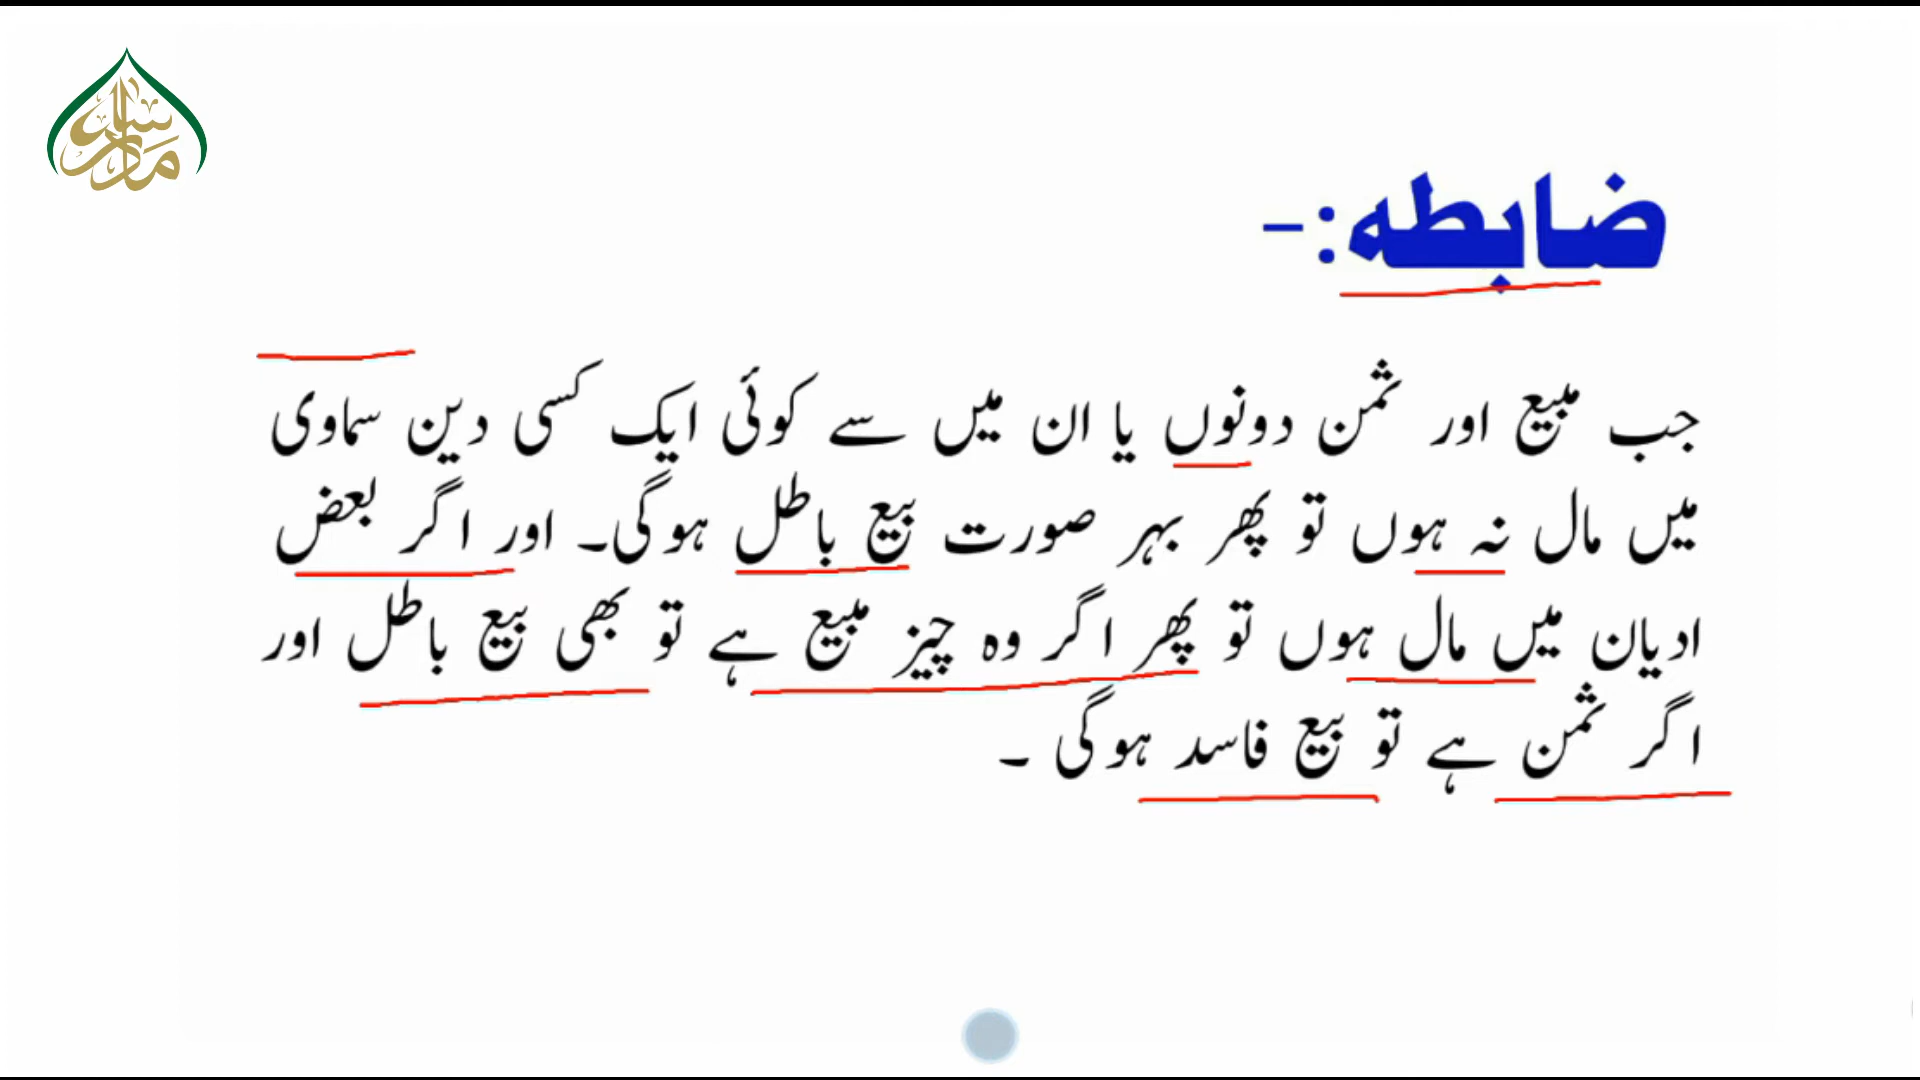 ضابطہ:-
جب مبیع اور ثمن دونوں یا ان میں سے کوئی ایک کسی دین سماوی
میں مال نہ ہوں تو پھر بہر صورت بیع باطل ہوگی۔ اور اگر بعض
ادیان میں مال ہوں تو پھر اگر وہ چیز مبیع ہے تو بھی بیع باطل اور
اگر ثمن ہے تو بیع فاسد ہوگی ۔